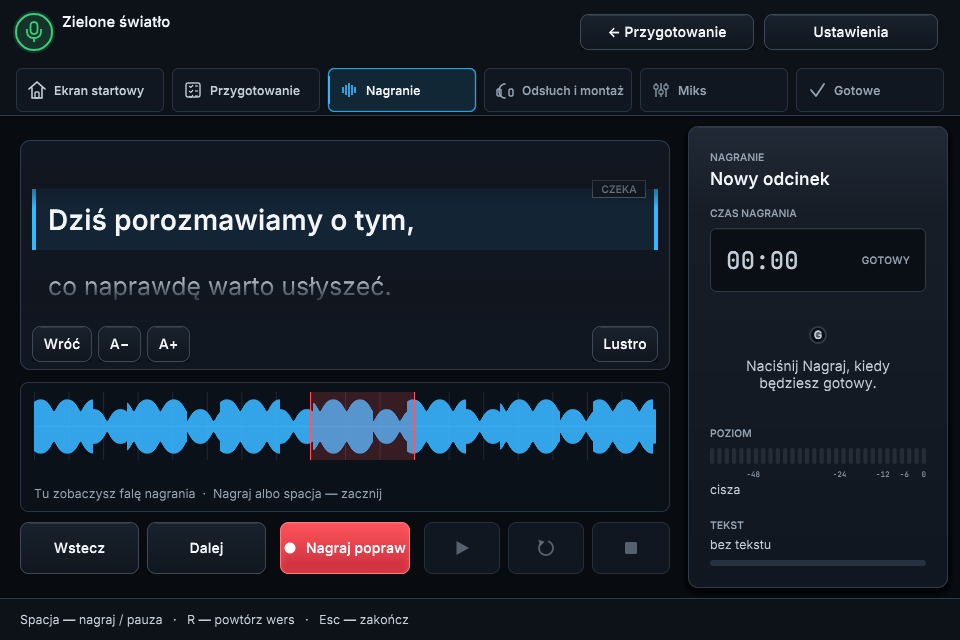 Zielone światło
← Przygotowanie
Ustawienia
Ekran startowy
Przygotowanie
Nagranie
Odsłuch i montaż
Miks
Gotowe
CZEKA
Dziś porozmawiamy o tym,
co naprawdę warto usłyszeć.
Wróć
A−
A+
Lustro
Tu zobaczysz falę nagrania · Nagraj albo spacja — zacznij
Wstecz
Dalej
Nagraj popraw
NAGRANIE
Nowy odcinek
CZAS NAGRANIA
00:00
GOTOWY
G
Naciśnij Nagraj, kiedy
będziesz gotowy.
POZIOM
-48 -24 -12 -6 0
cisza
TEKST
bez tekstu
Spacja — nagraj / pauza · R — powtórz wers · Esc — zakończ